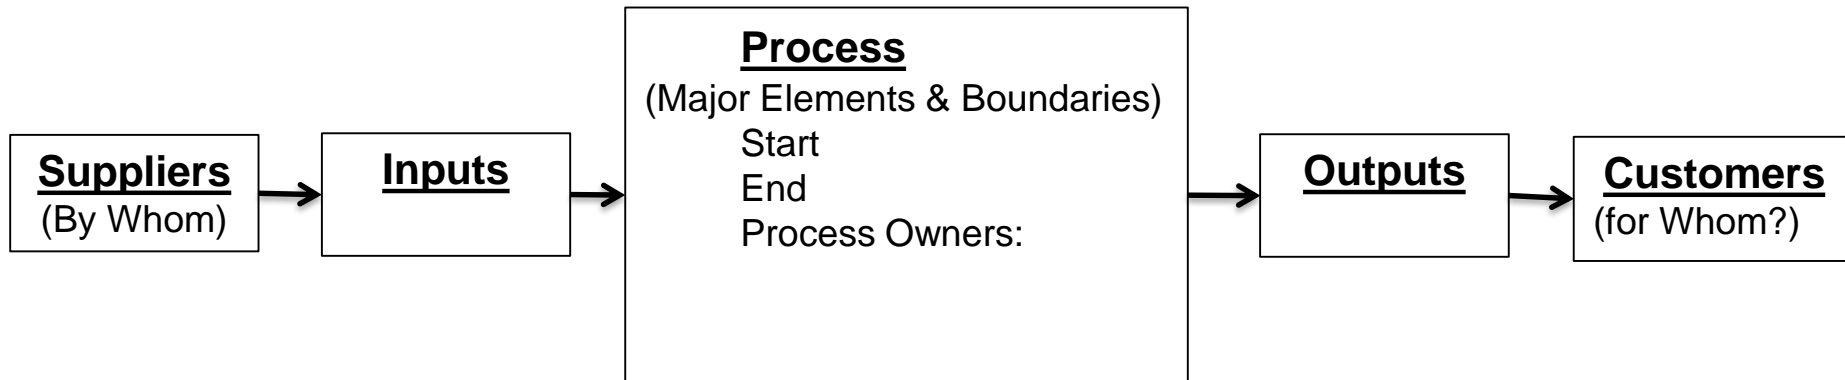 Suppliers
(By Whom)
Inputs
Process
(Major Elements & Boundaries)
Start
End
Process Owners:
Outputs
Customers
(for Whom?)